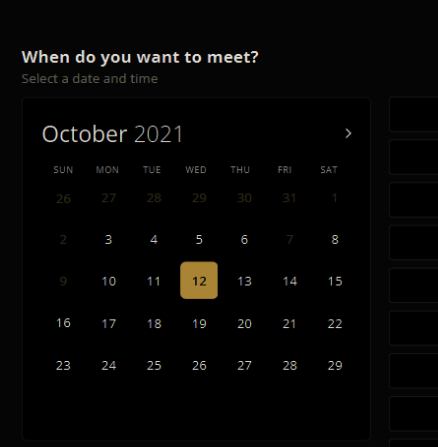 When do you want to meet?
Select a date and time
October 2021
SUN MON TUE WED THU FRI SAT
26 27 28 29 30 31 1
2 3 4 5 6 7 8
9 10 11 12 13 14 15
16 17 18 19 20 21 22
23 24 25 26 27 28 29